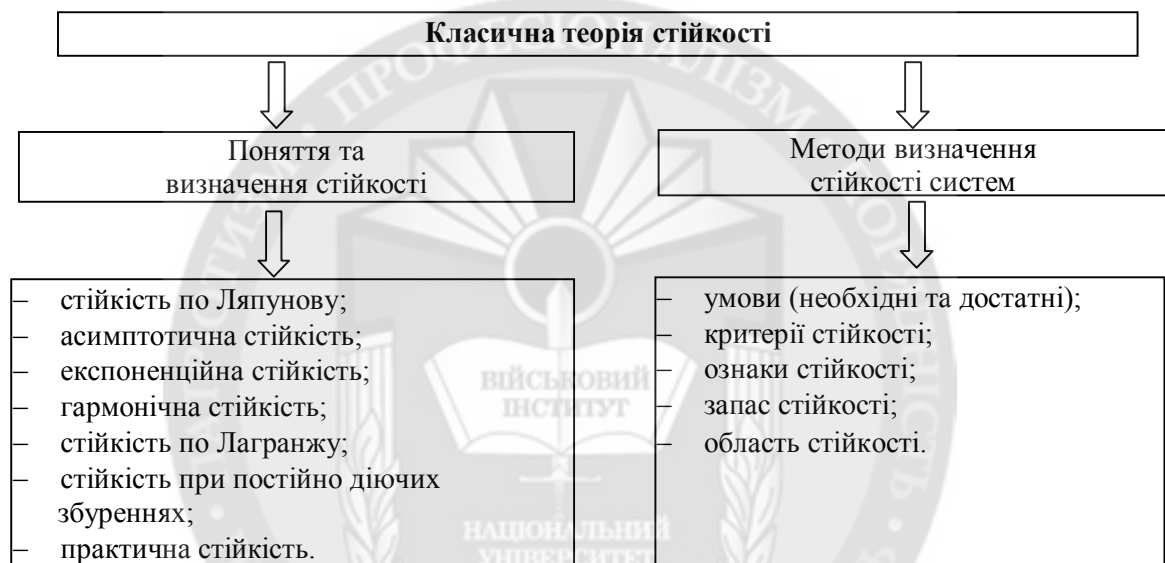 Класична теорія стійкості
Поняття та
визначення стійкості
Методи визначення
стійкості систем
– стійкість по Ляпунову;
– асимптотична стійкість;
– експоненційна стійкість;
– гармонічна стійкість;
– стійкість по Лагранжу;
– стійкість при постійно діючих
збуреннях;
– практична стійкість.
– умови (необхідні та достатні);
– критерії стійкості;
– ознаки стійкості;
– запас стійкості;
– область стійкості.
ПРОФЕСІОНАЛІЗМ
ВІЙСЬКОВИЙ
ІНСТИТУТ
НАЦІОНАЛЬНИЙ
УНІВЕРСИТЕТ